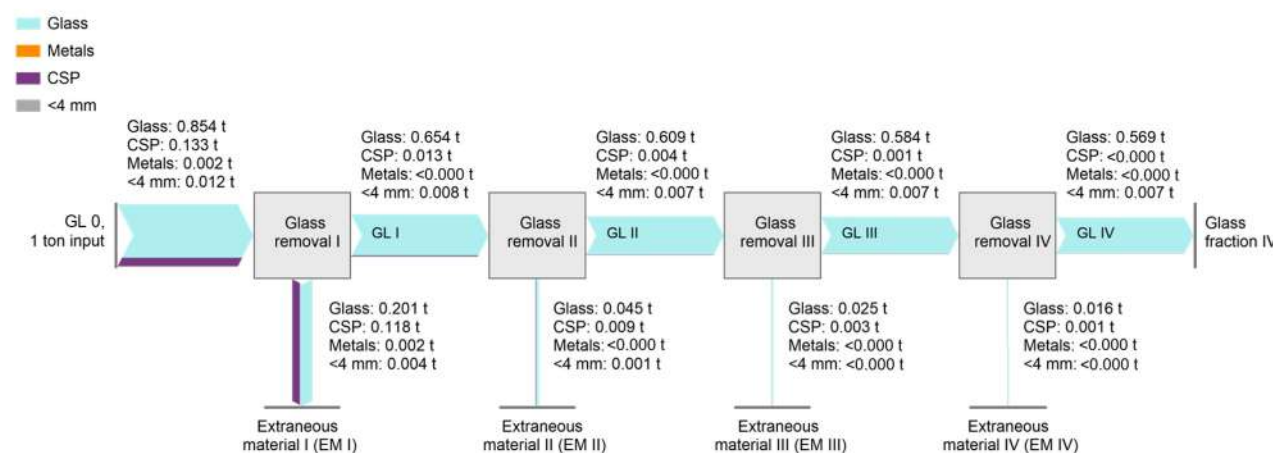 Glass
Metals
CSP
<4 mm
Glass: 0.854 t
CSP: 0.133 t
Metals: 0.002 t
<4 mm: 0.012 t
Glass: 0.654 t
CSP: 0.013 t
Metals: <0.000 t
<4 mm: 0.008 t
Glass: 0.609 t
CSP: 0.004 t
Metals: <0.000 t
<4 mm: 0.007 t
Glass: 0.584 t
CSP: 0.001 t
Metals: <0.000 t
<4 mm: 0.007 t
Glass: 0.569 t
CSP: <0.000 t
Metals: <0.000 t
<4 mm: 0.007 t
GL 0,
1 ton input
Glass
removal I
GL I
Glass
removal II
GL II
Glass
removal III
GL III
Glass
removal IV
GL IV
Glass
fraction IV
Glass: 0.201 t
CSP: 0.118 t
Metals: 0.002 t
<4 mm: 0.004 t
Glass: 0.045 t
CSP: 0.009 t
Metals: <0.000 t
<4 mm: 0.001 t
Glass: 0.025 t
CSP: 0.003 t
Metals: <0.000 t
<4 mm: <0.000 t
Glass: 0.016 t
CSP: 0.001 t
Metals: <0.000 t
<4 mm: <0.000 t
Extraneous
material I (EM I)
Extraneous
material II (EM II)
Extraneous
material III (EM III)
Extraneous
material IV (EM IV)